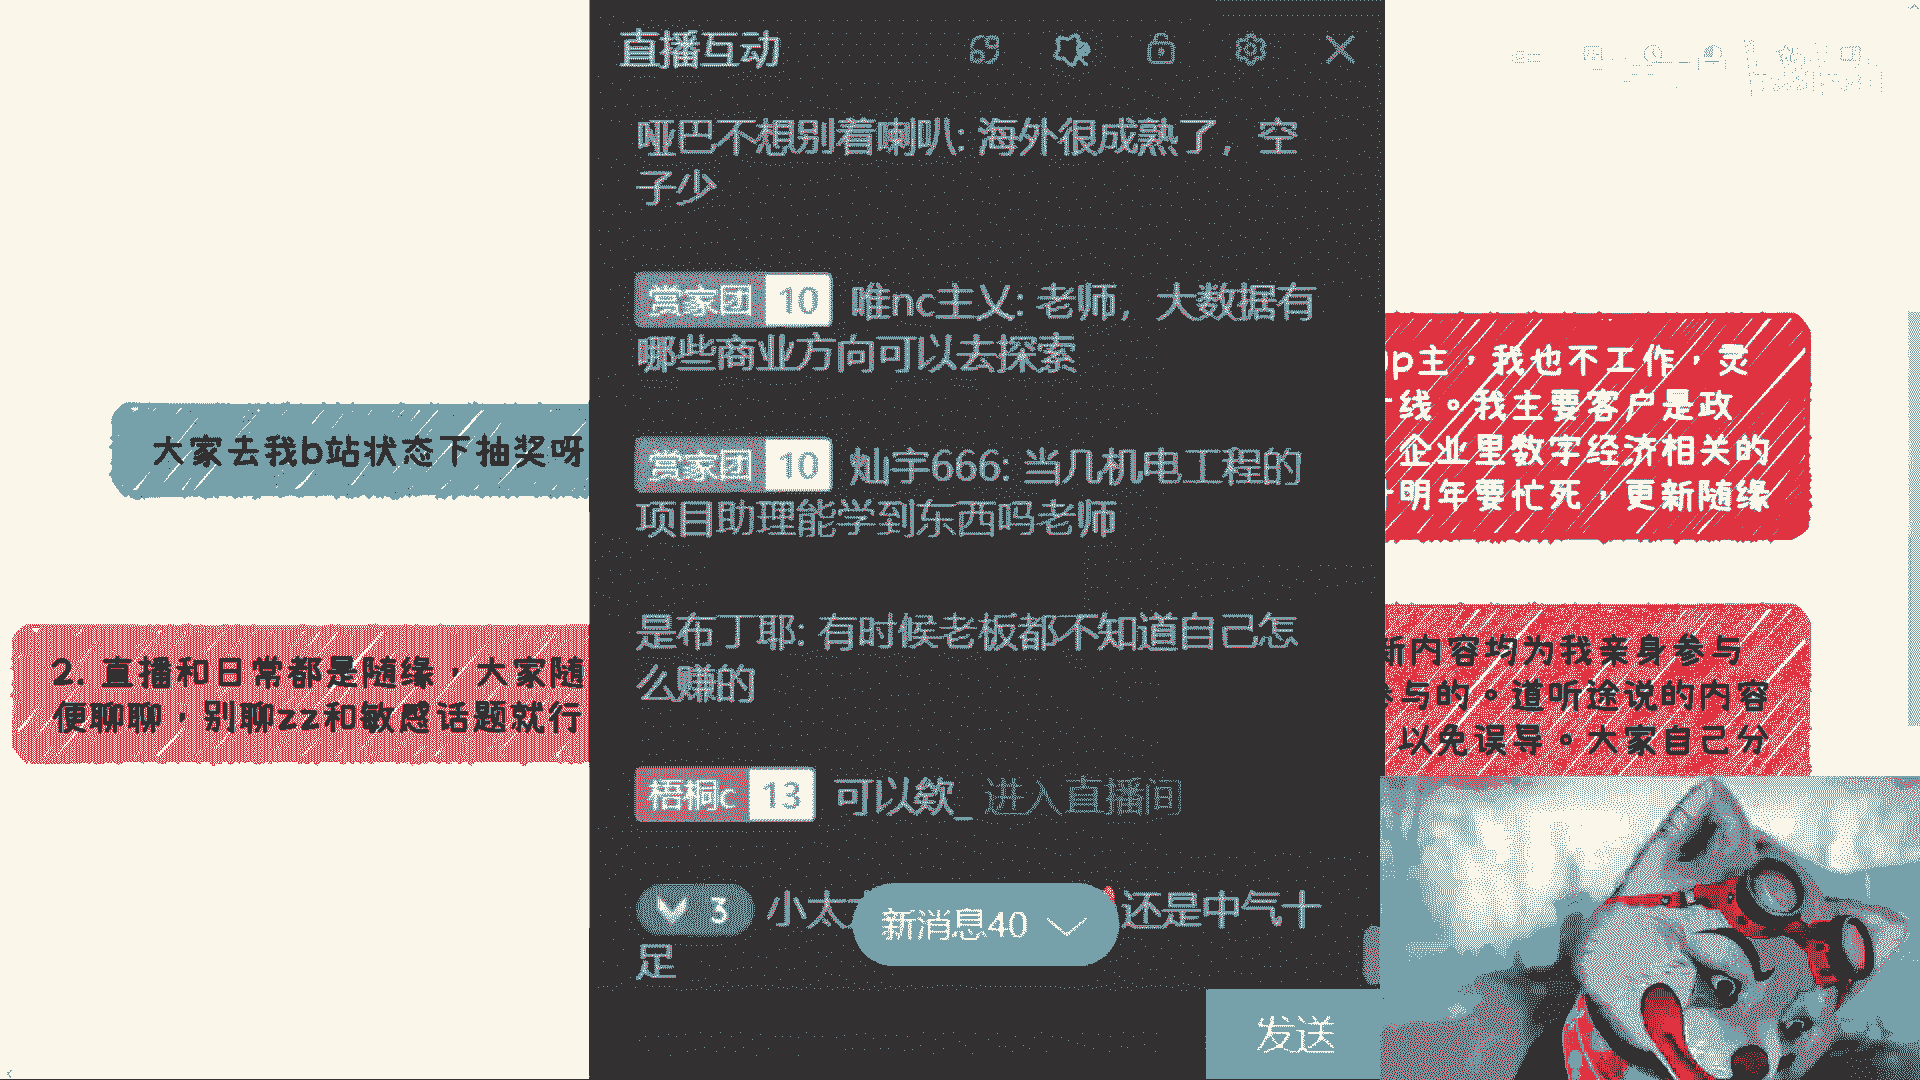 直播互动
哑巴不想别着喇叭: 海外很成熟了，空
子少
赏家团 10 唯nc主义: 老师，大数据有
哪些商业方向可以去探索
赏家团 10 灿宇666: 当几机电工程的
项目助理能学到东西吗老师
是布丁耶: 有时候老板都不知道自己怎
么赚的
梧桐c 13 可以欸_ 进入直播间
3 小太
还是中气十
足
新消息40
发送
大家去我b站状态下抽奖呀
2. 直播和日常都是随缘，大家随
便聊聊，别聊zz和敏感话题就行
p主，我也不工作，灵
线。我主要客户是政
企业里数字经济相关的
明年要忙死，更新随缘
新内容均为我亲身参与
参与的。道听途说的内容
以免误导。大家自己分